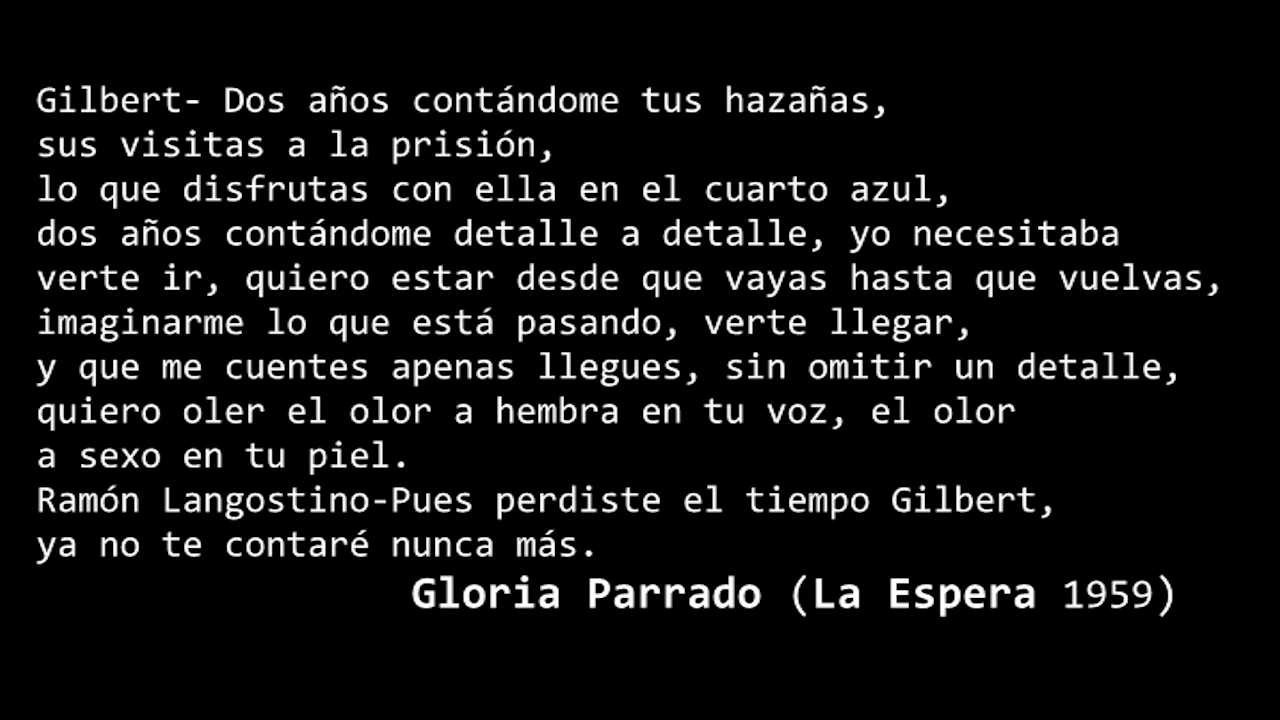 Gilbert- Dos años contándome tus hazañas,
sus visitas a la prisión,
lo que disfrutas con ella en el cuarto azul,
dos años contándome detalle a detalle, yo necesitaba
verte ir, quiero estar desde que vayas hasta que vuelvas,
imaginarme lo que está pasando, verte llegar,
y que me cuentes apenas llegues, sin omitir un detalle,
quiero oler el olor a hembra en tu voz, el olor
a sexo en tu piel.
Ramón Langostino-Pues perdiste el tiempo Gilbert,
ya no te contaré nunca más.
Gloria Parrado (La Espera 1959)